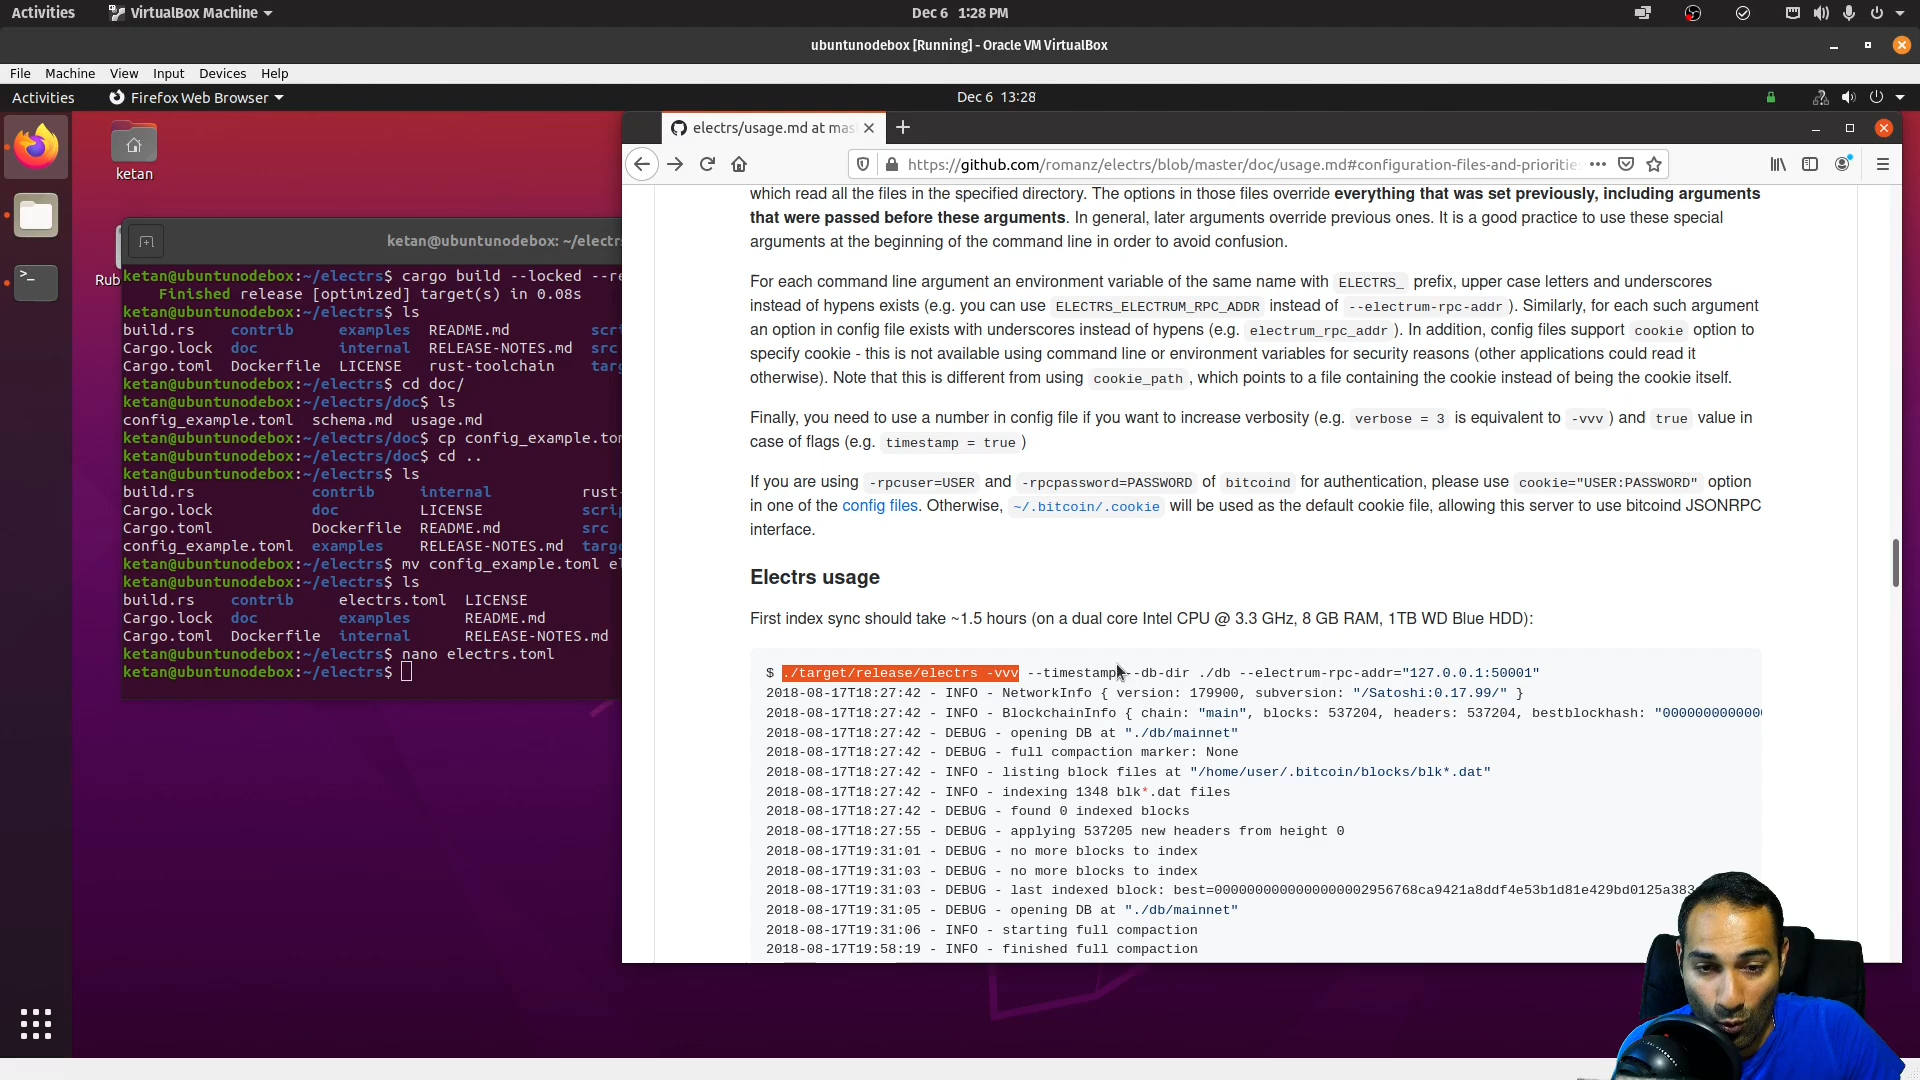 Activities
VirtualBox Machine
Dec 6 1:28 PM
ubuntunodebox [Running] - Oracle VM VirtualBox
File Machine View Input Devices Help
Activities
Firefox Web Browser
Dec 6 13:28
ketan
Rub
ketan@ubuntunodebox: ~/electr
ketan@ubuntunodebox:~/electrs$ cargo build --locked --re
Finished release [optimized] target(s) in 0.08s
ketan@ubuntunodebox:~/electrs$ ls
build.rs contrib examples README.md scri
Cargo.lock doc internal RELEASE-NOTES.md src
Cargo.toml Dockerfile LICENSE rust-toolchain targ
ketan@ubuntunodebox:~/electrs$ cd doc/
ketan@ubuntunodebox:~/electrs/doc$ ls
config_example.toml schema.md usage.md
ketan@ubuntunodebox:~/electrs/doc$ cp config_example.tom
ketan@ubuntunodebox:~/electrs/doc$ cd ..
ketan@ubuntunodebox:~/electrs$ ls
build.rs contrib internal rust-
Cargo.lock doc LICENSE scrip
Cargo.toml Dockerfile README.md src
config_example.toml examples RELEASE-NOTES.md targe
ketan@ubuntunodebox:~/electrs$ mv config_example.toml el
ketan@ubuntunodebox:~/electrs$ ls
build.rs contrib electrs.toml LICENSE
Cargo.lock doc examples README.md
Cargo.toml Dockerfile internal RELEASE-NOTES.md
ketan@ubuntunodebox:~/electrs$ nano electrs.toml
ketan@ubuntunodebox:~/electrs$
electrs/usage.md at mas
https://github.com/romanz/electrs/blob/master/doc/usage.md#configuration-files-and-prioritie
which read all the files in the specified directory. The options in those files override everything that was set previously, including arguments
that were passed before these arguments. In general, later arguments override previous ones. It is a good practice to use these special
arguments at the beginning of the command line in order to avoid confusion.
For each command line argument an environment variable of the same name with ELECTRS_ prefix, upper case letters and underscores
instead of hypens exists (e.g. you can use ELECTRS_ELECTRUM_RPC_ADDR instead of --electrum-rpc-addr ). Similarly, for each such argument
an option in config file exists with underscores instead of hypens (e.g. electrum_rpc_addr ). In addition, config files support cookie option to
specify cookie - this is not available using command line or environment variables for security reasons (other applications could read it
otherwise). Note that this is different from using cookie_path , which points to a file containing the cookie instead of being the cookie itself.
Finally, you need to use a number in config file if you want to increase verbosity (e.g. verbose = 3 is equivalent to -vvv ) and true value in
case of flags (e.g. timestamp = true )
If you are using -rpcuser=USER and -rpcpassword=PASSWORD of bitcoind for authentication, please use cookie="USER:PASSWORD" option
in one of the config files. Otherwise, ~/.bitcoin/.cookie will be used as the default cookie file, allowing this server to use bitcoind JSONRPC
interface.
Electrs usage
First index sync should take ~1.5 hours (on a dual core Intel CPU @ 3.3 GHz, 8 GB RAM, 1TB WD Blue HDD):
$ ./target/release/electrs -vvv --timestamp --db-dir ./db --electrum-rpc-addr="127.0.0.1:50001"
2018-08-17T18:27:42 - INFO - NetworkInfo { version: 179900, subversion: "/Satoshi:0.17.99/" }
2018-08-17T18:27:42 - INFO - BlockchainInfo { chain: "main", blocks: 537204, headers: 537204, bestblockhash: "0000000000000
2018-08-17T18:27:42 - DEBUG - opening DB at "./db/mainnet"
2018-08-17T18:27:42 - DEBUG - full compaction marker: None
2018-08-17T18:27:42 - INFO - listing block files at "/home/user/.bitcoin/blocks/blk*.dat"
2018-08-17T18:27:42 - INFO - indexing 1348 blk*.dat files
2018-08-17T18:27:42 - DEBUG - found 0 indexed blocks
2018-08-17T18:27:55 - DEBUG - applying 537205 new headers from height 0
2018-08-17T19:31:01 - DEBUG - no more blocks to index
2018-08-17T19:31:03 - DEBUG - no more blocks to index
2018-08-17T19:31:03 - DEBUG - last indexed block: best=0000000000000000002956768ca9421a8ddf4e53b1d81e429bd0125a383
2018-08-17T19:31:05 - DEBUG - opening DB at "./db/mainnet"
2018-08-17T19:31:06 - INFO - starting full compaction
2018-08-17T19:58:19 - INFO - finished full compaction